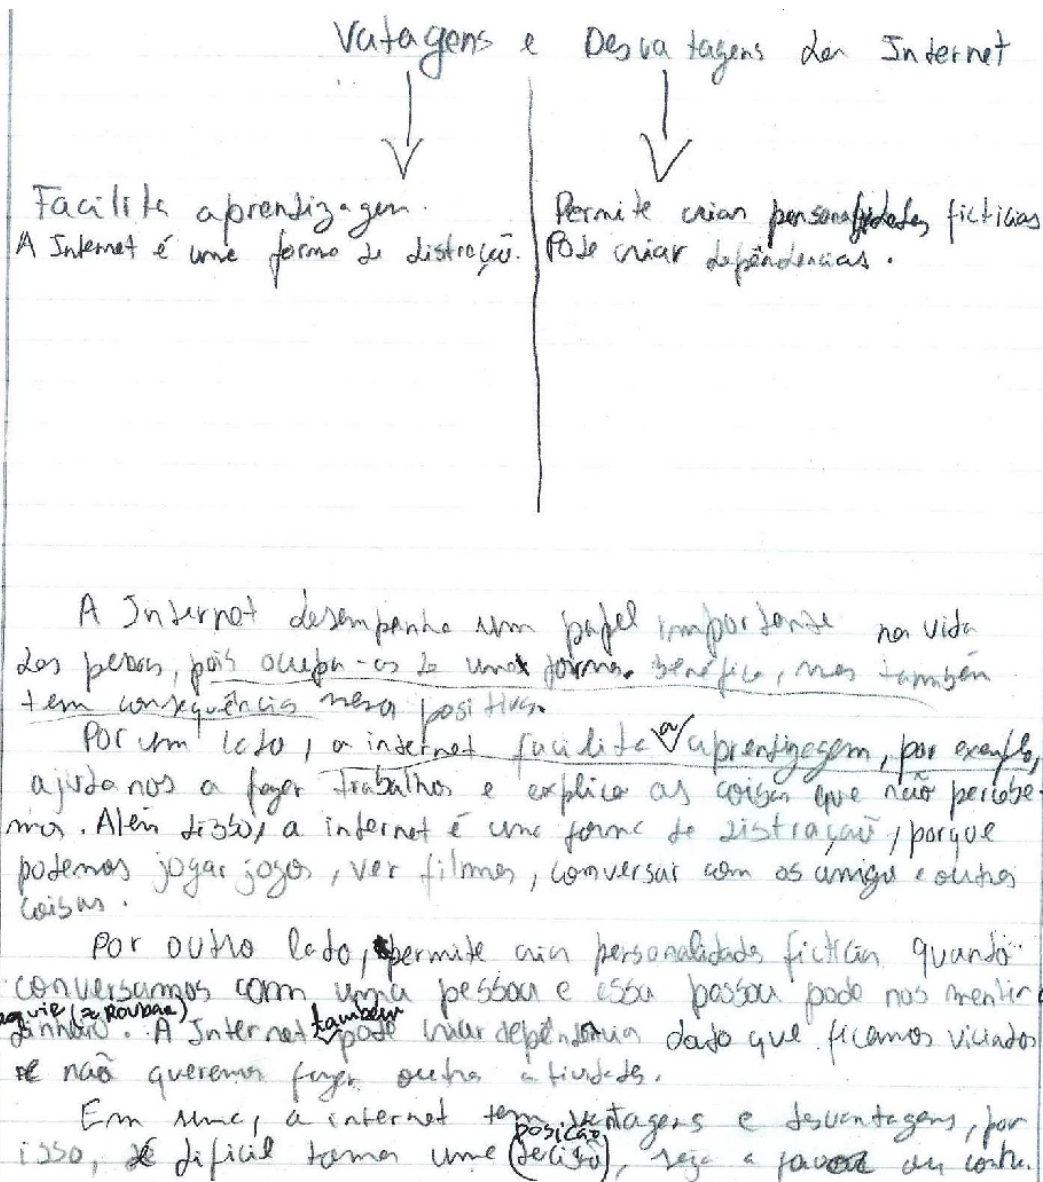 Vatagens e Desvatagens da Internet
Facilita aprendizagem.
A Internet é uma forma de distração.
Permite criar personalidades ficticias
Pode criar dependencias.
A Internet desempenha um papel importante na vida
das pessoas, pois ocupa-os de uma forma benéfica, mas também
tem consequências positivas.
Por um lado, a internet facilita a aprendizagem, por exemplo,
ajuda nos a fazer trabalhos e explica as coisas que não percebe-
mos. Além disso, a internet é uma forma de distração, porque
podemos jogar jogos, ver filmes, conversar com os amigos e outras
coisas.
Por outro lado, permite criar personalidades ficticias quando
conversamos com uma pessoa e essa passoa pode nos mentir
(≈ Roubar)
dinheiro. A Internet também pode criar dependência dado que ficamos viciados
e não queremos fazer outras atividades.
Em suma, a internet tem vantagens e desvantagens, por
posição
isso, é dificil tomar uma (decisão), seja a favor ou contra.